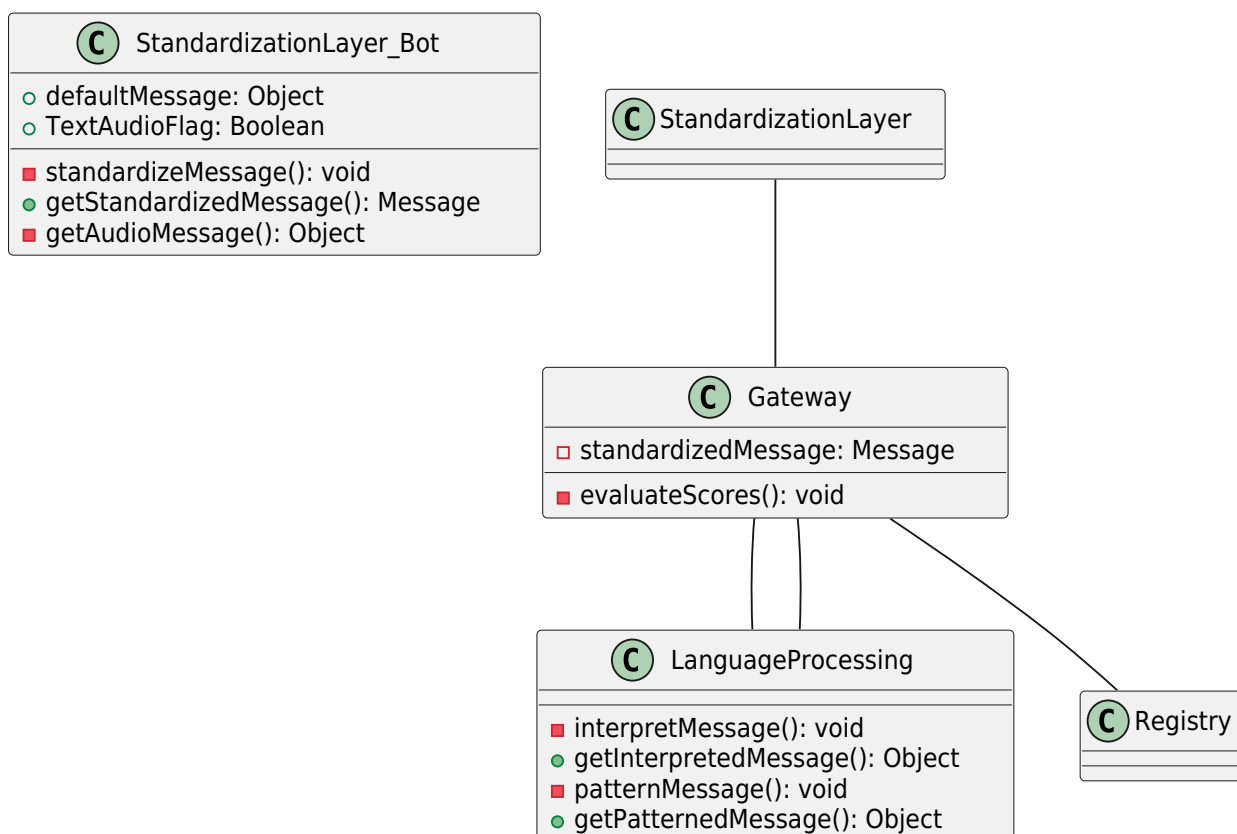 C StandardizationLayer_Bot
defaultMessage: Object
TextAudioFlag: Boolean
standardizeMessage(): void
getStandardizedMessage(): Message
getAudioMessage(): Object
C StandardizationLayer
C Gateway
standardizedMessage: Message
evaluateScores(): void
C LanguageProcessing
interpretMessage(): void
getInterpretedMessage(): Object
patternMessage(): void
getPatternedMessage(): Object
C Registry